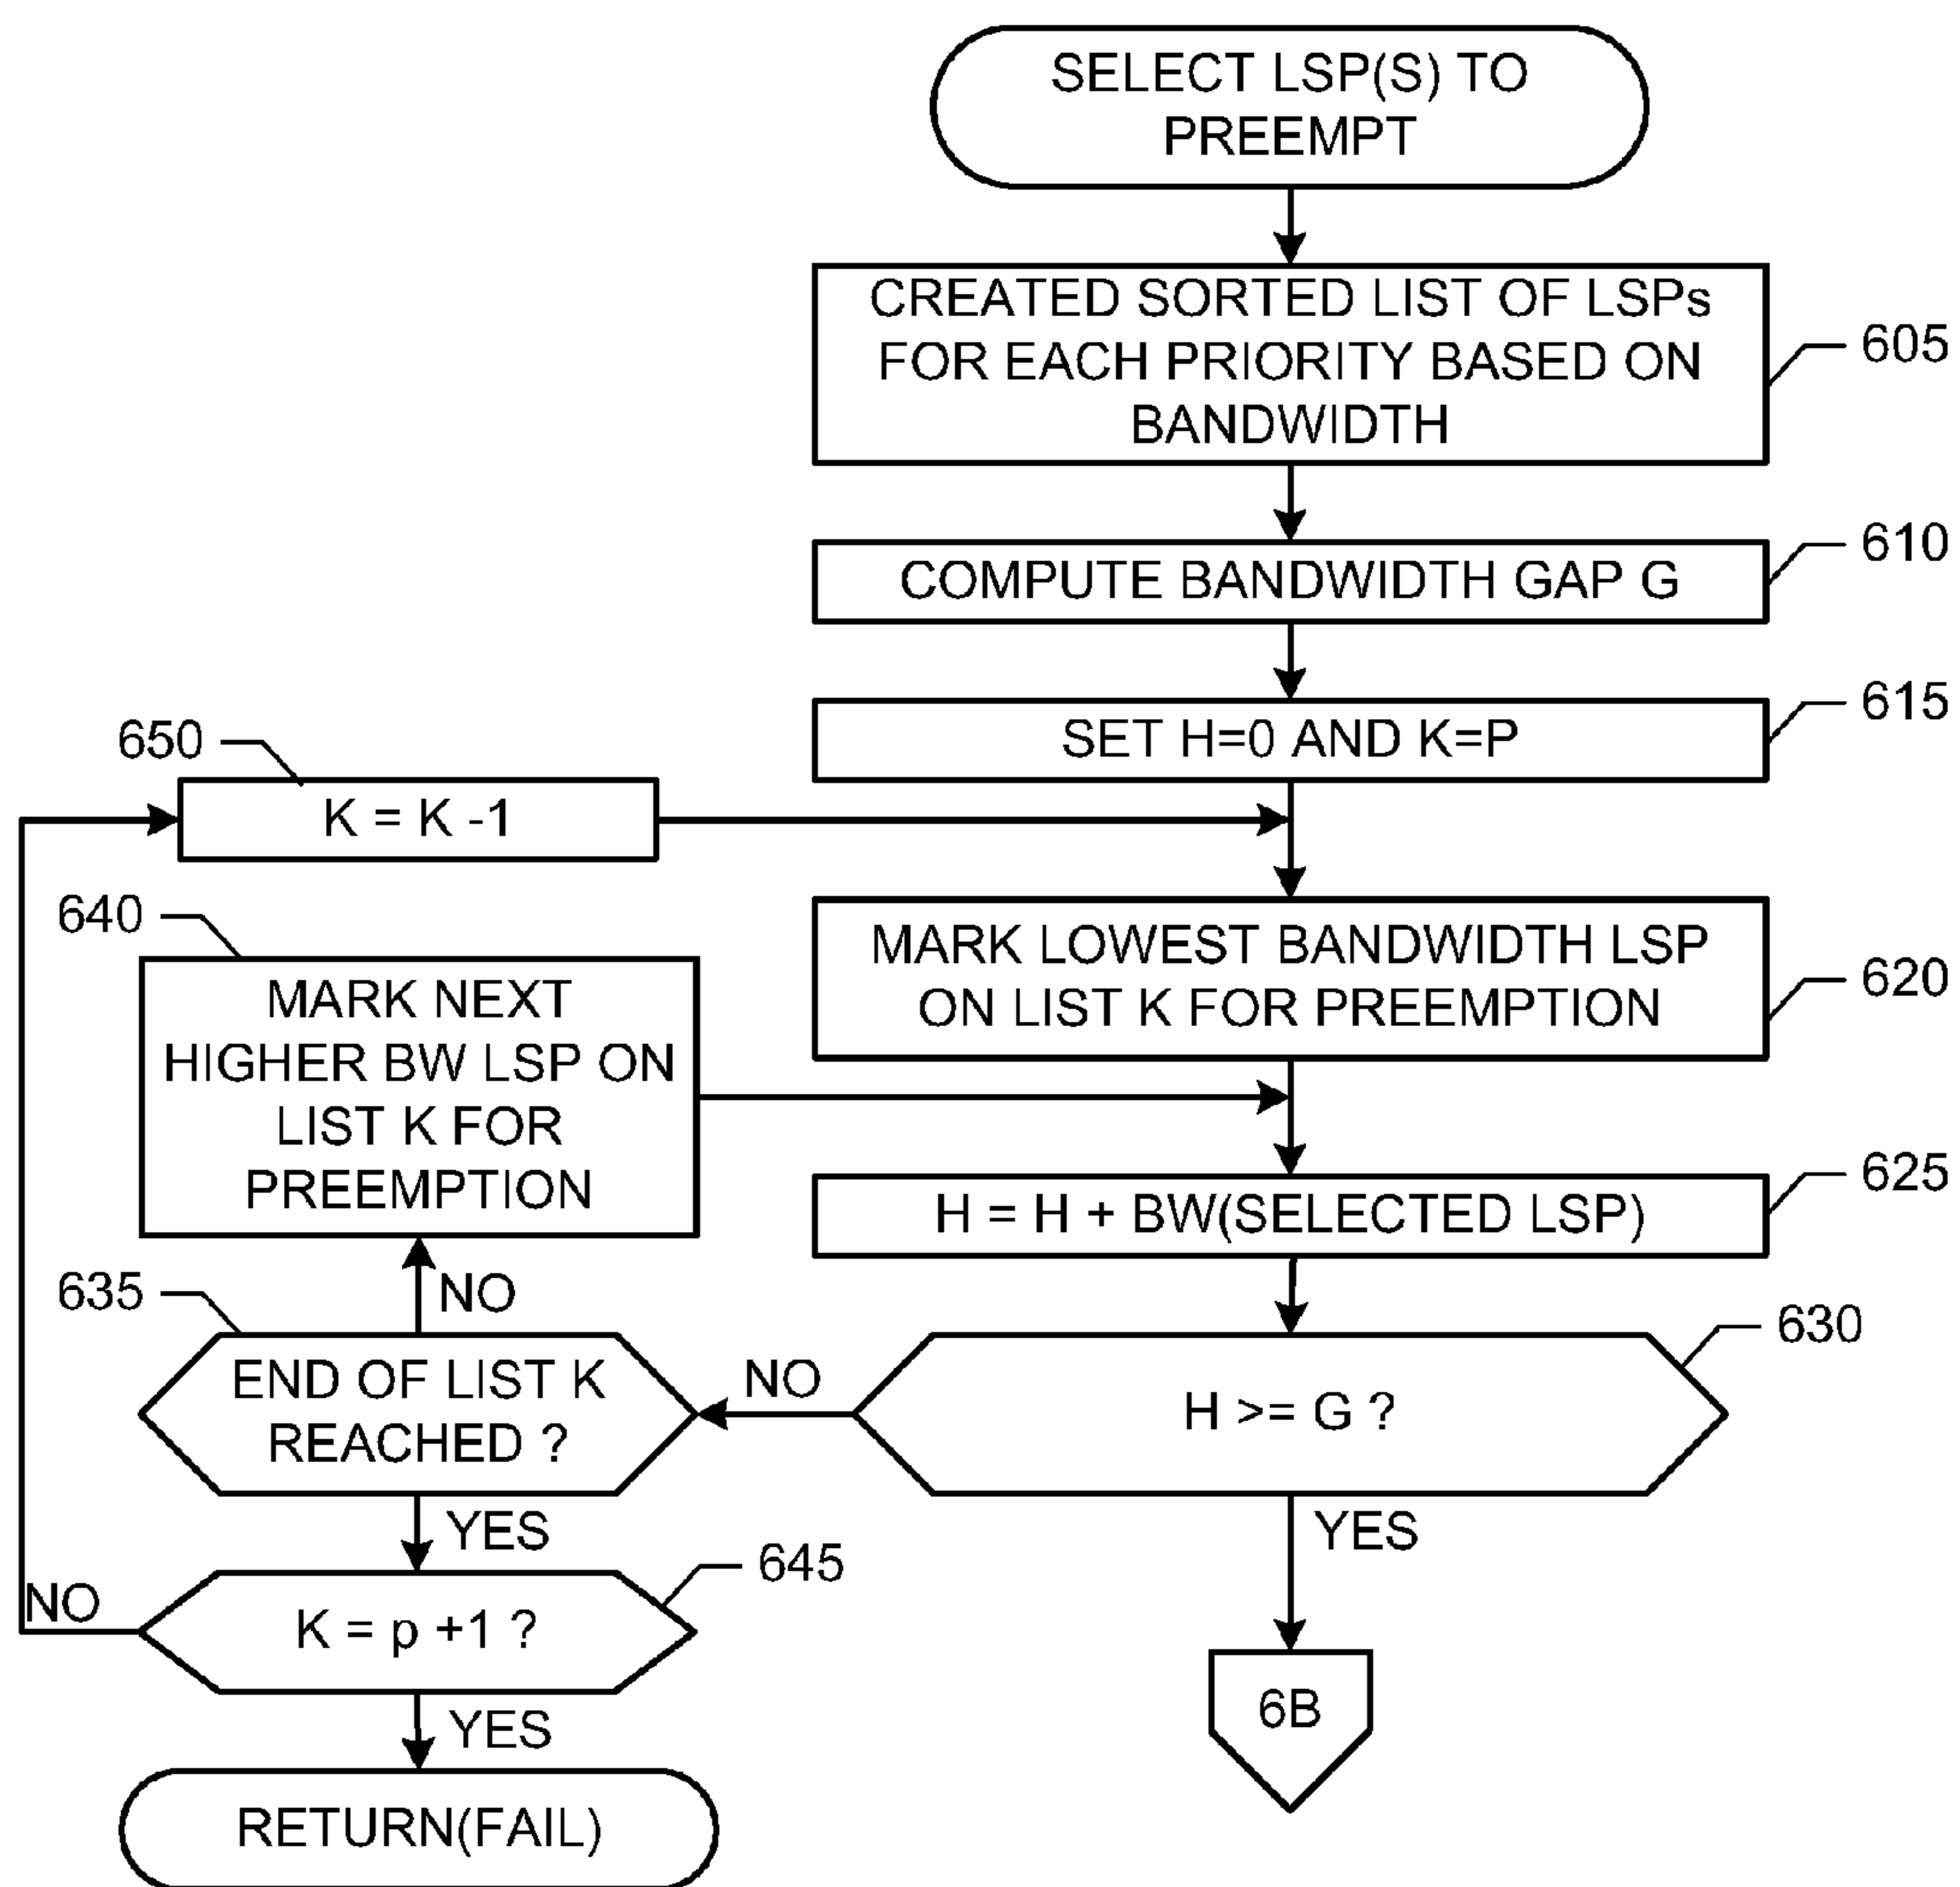 SELECT LSP(S) TO
PREEMPT
CREATED SORTED LIST OF LSPs
FOR EACH PRIORITY BASED ON
BANDWIDTH
605
COMPUTE BANDWIDTH GAP G
610
SET H=0 AND K=P
615
650
K = K -1
640
MARK NEXT
HIGHER BW LSP ON
LIST K FOR
PREEMPTION
MARK LOWEST BANDWIDTH LSP
ON LIST K FOR PREEMPTION
620
H = H + BW(SELECTED LSP)
625
635
NO
END OF LIST K
REACHED ?
NO
H >= G ?
630
YES
YES
645
NO
K = p +1 ?
YES
6B
RETURN(FAIL)